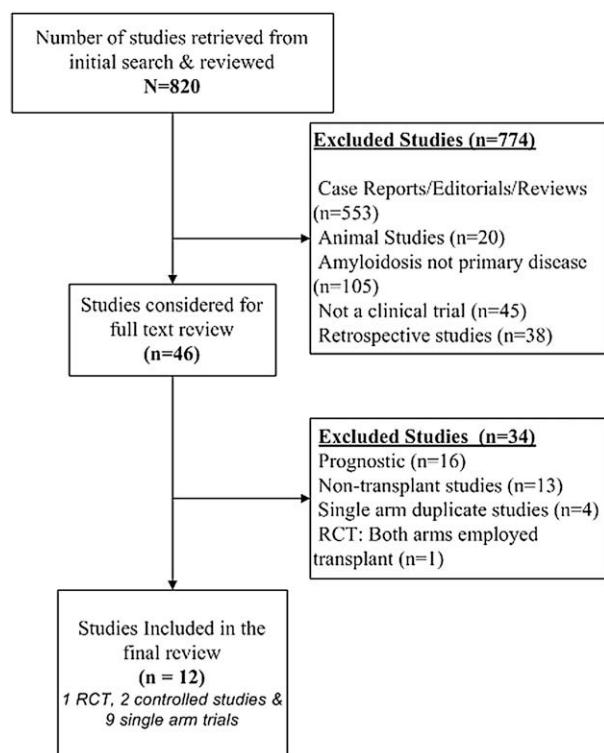 Number of studies retrieved from
initial search & reviewed
N=820
Excluded Studies (n=774)
Case Reports/Editorials/Reviews
(n=553)
Animal Studies (n=20)
Amyloidosis not primary disease
(n=105)
Not a clinical trial (n=45)
Retrospective studies (n=38)
Studies considered for
full text review
(n=46)
Excluded Studies (n=34)
Prognostic (n=16)
Non-transplant studies (n=13)
Single arm duplicate studies (n=4)
RCT: Both arms employed
transplant (n=1)
Studies Included in the
final review
(n = 12)
1 RCT, 2 controlled studies &
9 single arm trials